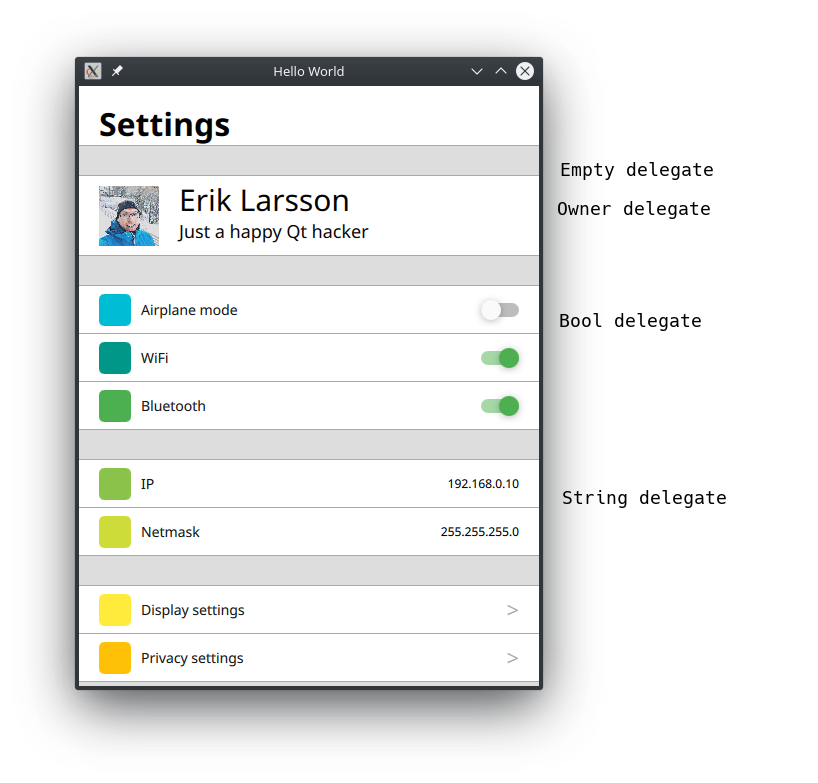 Hello World
Settings
Empty delegate
Erik Larsson
Owner delegate
Just a happy Qt hacker
Airplane mode
Bool delegate
WiFi
Bluetooth
IP 192.168.0.10
String delegate
Netmask 255.255.255.0
Display settings >
Privacy settings >